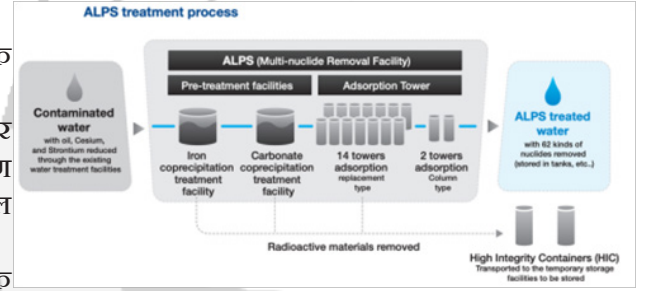 ALPS treatment process
ALPS (Multi-nuclide Removal Facility)
Pre-treatment facilities
Adsorption Tower
Contaminated
water
with oil, Cesium,
and Strontium reduced
through the existing
water treatment facilities
Iron
coprecipitation
treatment
facility
Carbonate
coprecipitation
treatment
facility
14 towers
adsorption
replacement
type
2 towers
adsorption
Column
type
ALPS treated
water
with 62 kinds of
nuclides removed
(stored in tanks, etc..)
Radioactive materials removed
High Integrity Containers (HIC)
Transported to the temporary storage
facilities to be stored